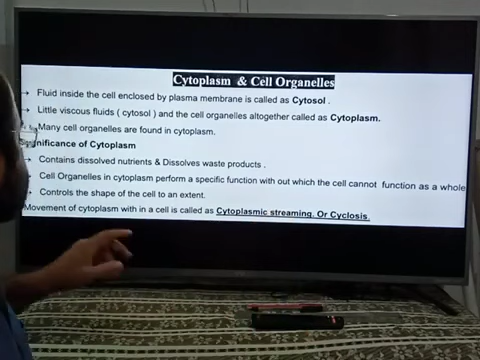 Cytoplasm & Cell Organelles
→ Fluid inside the cell enclosed by plasma membrane is called as Cytosol .
→ Little viscous fluids ( cytosol ) and the cell organelles altogether called as Cytoplasm.
Many cell organelles are found in cytoplasm.
Significance of Cytoplasm
→ Contains dissolved nutrients & Dissolves waste products .
→ Cell Organelles in cytoplasm perform a specific function with out which the cell cannot function as a whole
→ Controls the shape of the cell to an extent.
Movement of cytoplasm with in a cell is called as Cytoplasmic streaming. Or Cyclosis.